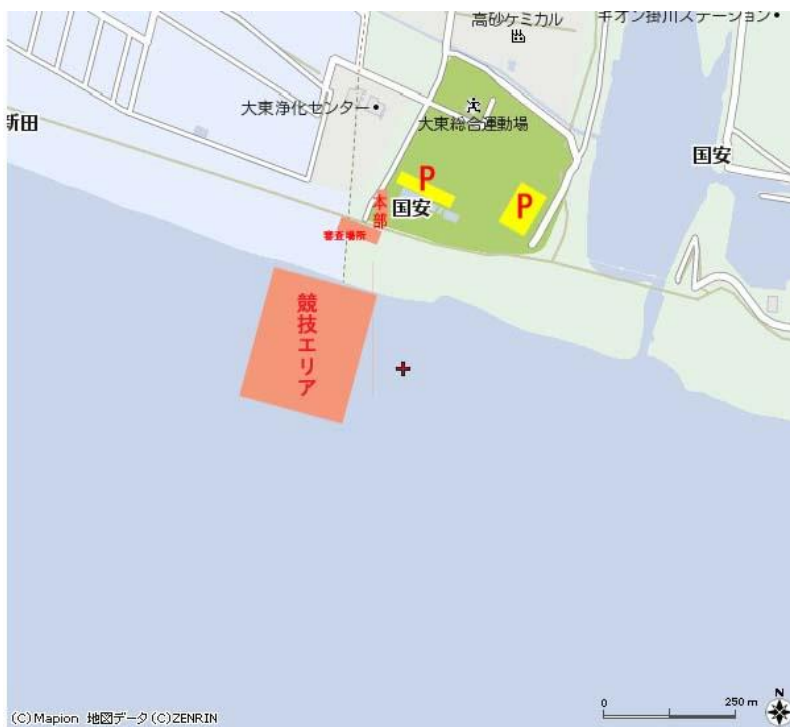 高砂ケミカル
キオン掛川ステーション
大東浄化センター
大東総合運動場
新田
国安
P
P
本部
国安
審査場所
競技エリア
0
250 m
N
(C)Mapion 地図データ(C)ZENRIN